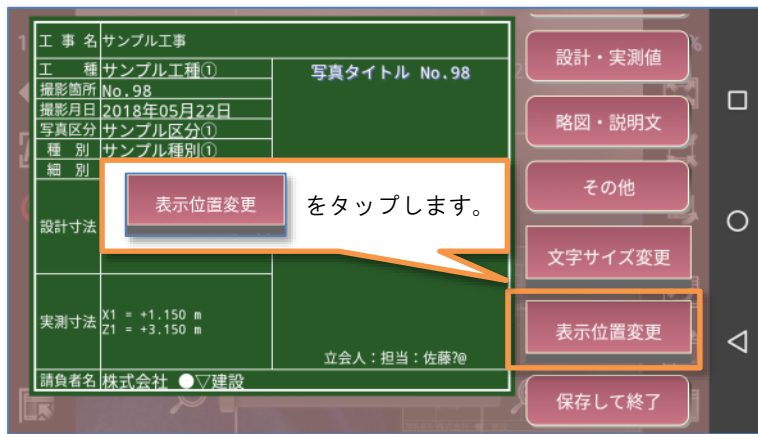 工 事 名 サンプル工事
工 種 サンプル工種①
写真タイトル No.98
撮影箇所 No.98
撮影月日 2018年05月22日
写真区分 サンプル区分①
種 別 サンプル種別①
細 別
設計寸法
表示位置変更 をタップします。
実測寸法 X1 = +1.150 m
Z1 = +3.150 m
立会人：担当：佐藤?@
請負者名 株式会社 ●▽建設
設計・実測値
略図・説明文
その他
文字サイズ変更
表示位置変更
保存して終了